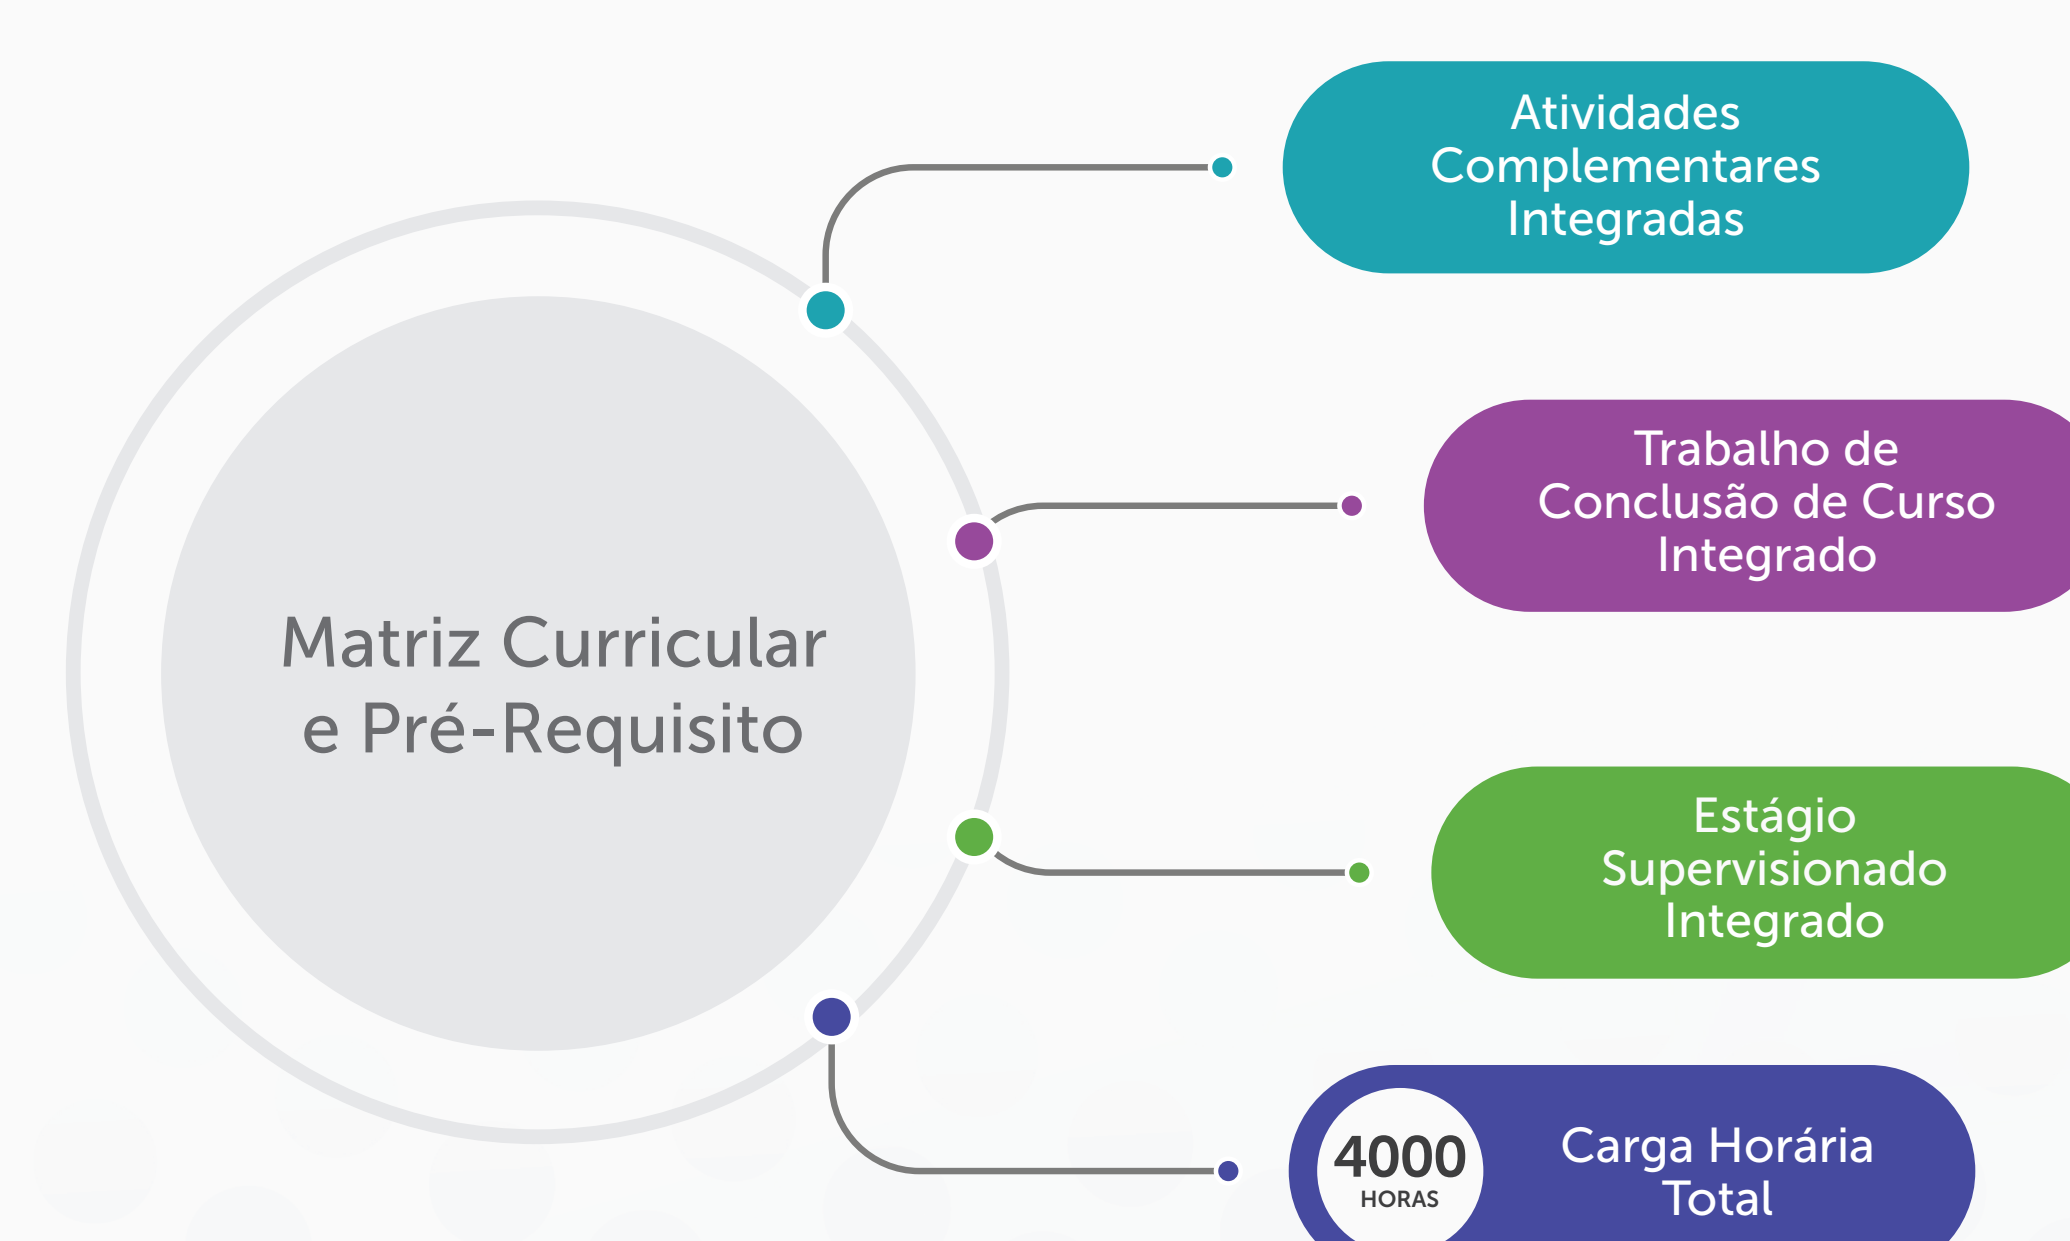 Atividades
Complementares
Integradas
Trabalho de
Conclusão de Curso
Integrado
Matriz Curricular
e Pré-Requisito
Estágio
Supervisionado
Integrado
4000
HORAS
Carga Horária
Total